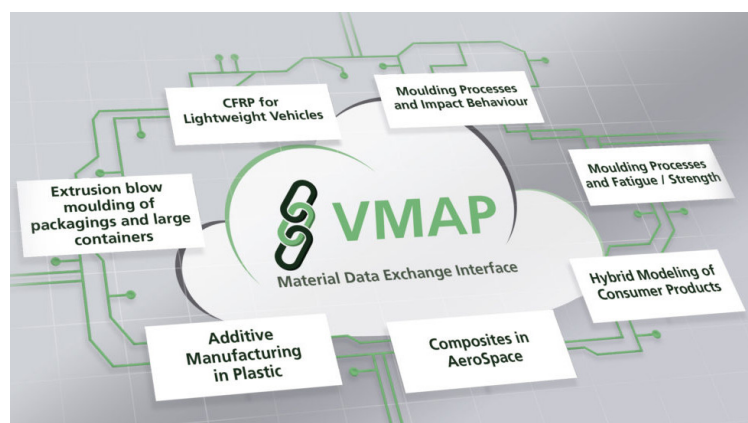 CFRP for
Lightweight Vehicles
Moulding Processes
and Impact Behaviour
Extrusion blow
moulding of
packagings and large
containers
VMAP
Material Data Exchange Interface
Moulding Processes
and Fatigue / Strength
Hybrid Modeling of
Consumer Products
Additive
Manufacturing
in Plastic
Composites in
AeroSpace